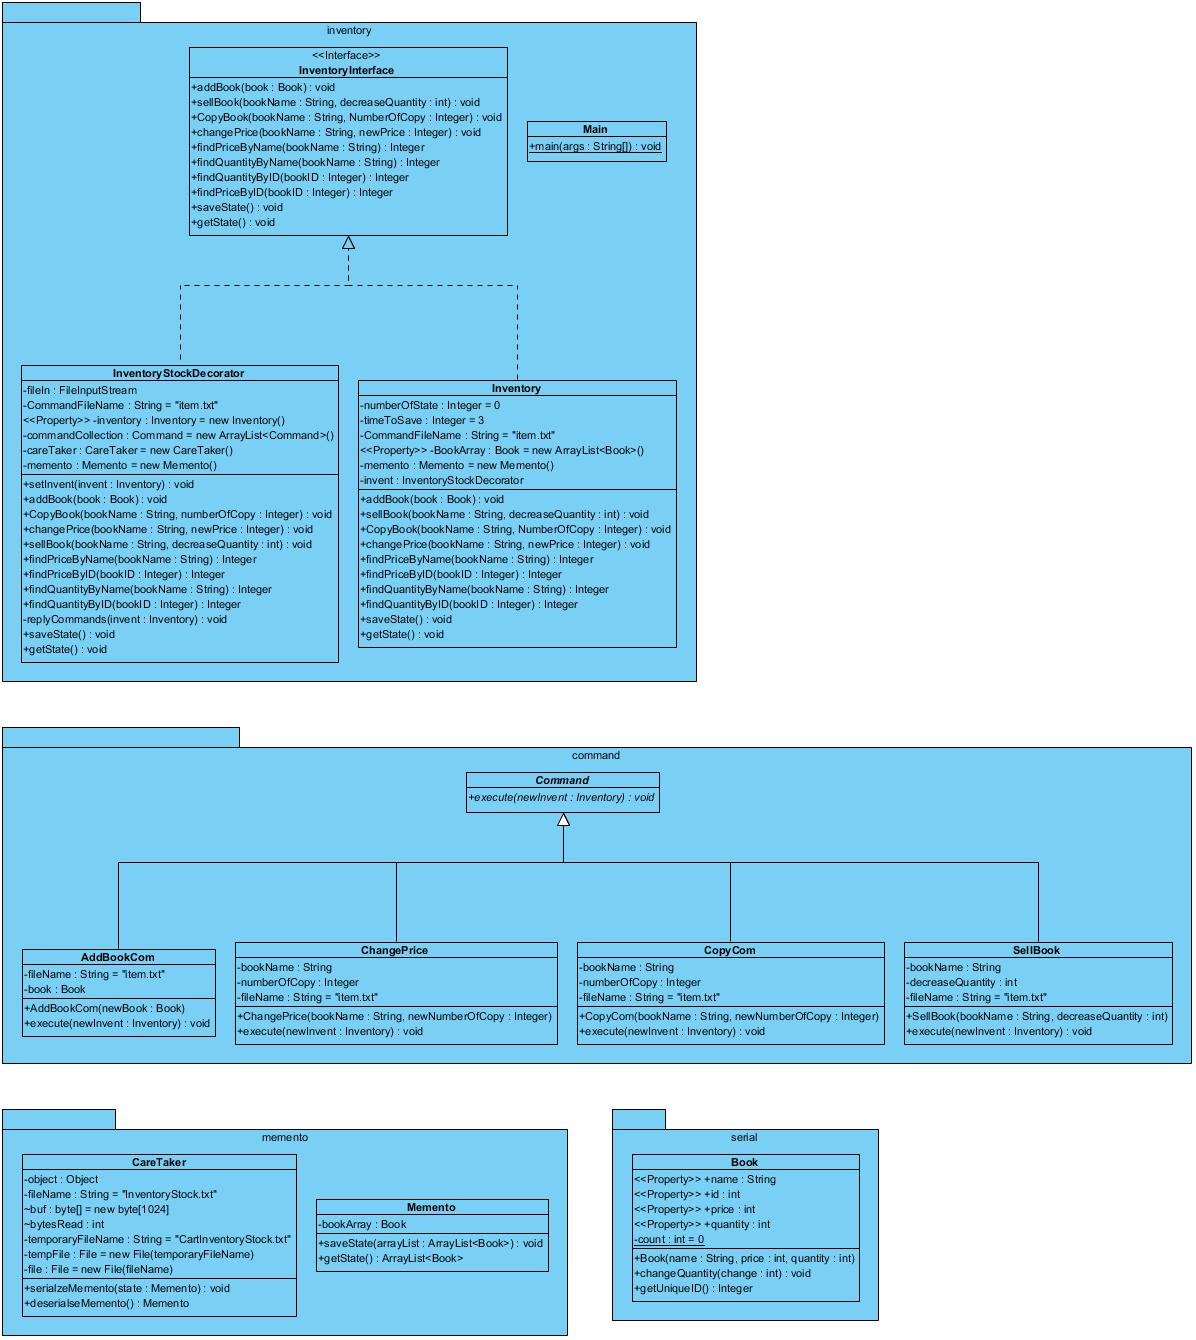 inventory
<<Interface>>
InventoryInterface
+addBook(book : Book) : void
+sellBook(bookName : String, decreaseQuantity : int) : void
+CopyBook(bookName : String, NumberOfCopy : Integer) : void
+changePrice(bookName : String, newPrice : Integer) : void
+findPriceByName(bookName : String) : Integer
+findQuantityByName(bookName : String) : Integer
+findQuantityByID(bookID : Integer) : Integer
+findPriceByID(bookID : Integer) : Integer
+saveState() : void
+getState() : void
Main
+main(args : String[]) : void
InventoryStockDecorator
-fileIn : FileInputStream
-CommandFileName : String = "item.txt"
<<Property>> -inventory : Inventory = new Inventory()
-commandCollection : Command = new ArrayList<Command>()
-careTaker : CareTaker = new CareTaker()
-memento : Memento = new Memento()
+setInvent(invent : Inventory) : void
+addBook(book : Book) : void
+CopyBook(bookName : String, numberOfCopy : Integer) : void
+changePrice(bookName : String, newPrice : Integer) : void
+sellBook(bookName : String, decreaseQuantity : int) : void
+findPriceByName(bookName : String) : Integer
+findPriceByID(bookID : Integer) : Integer
+findQuantityByName(bookName : String) : Integer
+findQuantityByID(bookID : Integer) : Integer
-replyCommands(invent : Inventory) : void
+saveState() : void
+getState() : void
Inventory
-numberOfState : Integer = 0
-timeToSave : Integer = 3
-CommandFileName : String = "item.txt"
<<Property>> -BookArray : Book = new ArrayList<Book>()
-memento : Memento = new Memento()
-invent : InventoryStockDecorator
+addBook(book : Book) : void
+sellBook(bookName : String, decreaseQuantity : int) : void
+CopyBook(bookName : String, NumberOfCopy : Integer) : void
+changePrice(bookName : String, newPrice : Integer) : void
+findPriceByName(bookName : String) : Integer
+findPriceByID(bookID : Integer) : Integer
+findQuantityByName(bookName : String) : Integer
+findQuantityByID(bookID : Integer) : Integer
+saveState() : void
+getState() : void
command
Command
+execute(newInvent : Inventory) : void
AddBookCom
-fileName : String = "item.txt"
-book : Book
+AddBookCom(newBook : Book)
+execute(newInvent : Inventory) : void
ChangePrice
-bookName : String
-numberOfCopy : Integer
-fileName : String = "item.txt"
+ChangePrice(bookName : String, newNumberOfCopy : Integer)
+execute(newInvent : Inventory) : void
CopyCom
-bookName : String
-numberOfCopy : Integer
-fileName : String = "item.txt"
+CopyCom(bookName : String, newNumberOfCopy : Integer)
+execute(newInvent : Inventory) : void
SellBook
-bookName : String
-decreaseQuantity : int
-fileName : String = "item.txt"
+SellBook(bookName : String, decreaseQuantity : int)
+execute(newInvent : Inventory) : void
memento
CareTaker
-object : Object
-fileName : String = "InventoryStock.txt"
~buf : byte[] = new byte[1024]
~bytesRead : int
-temporaryFileName : String = "CartInventoryStock.txt"
-tempFile : File = new File(temporaryFileName)
-file : File = new File(fileName)
+serialzeMemento(state : Memento) : void
+deserialseMemento() : Memento
Memento
-bookArray : Book
+saveState(arrayList : ArrayList<Book>) : void
+getState() : ArrayList<Book>
serial
Book
<<Property>> +name : String
<<Property>> +id : int
<<Property>> +price : int
<<Property>> +quantity : int
-count : int = 0
+Book(name : String, price : int, quantity : int)
+changeQuantity(change : int) : void
+getUniqueID() : Integer